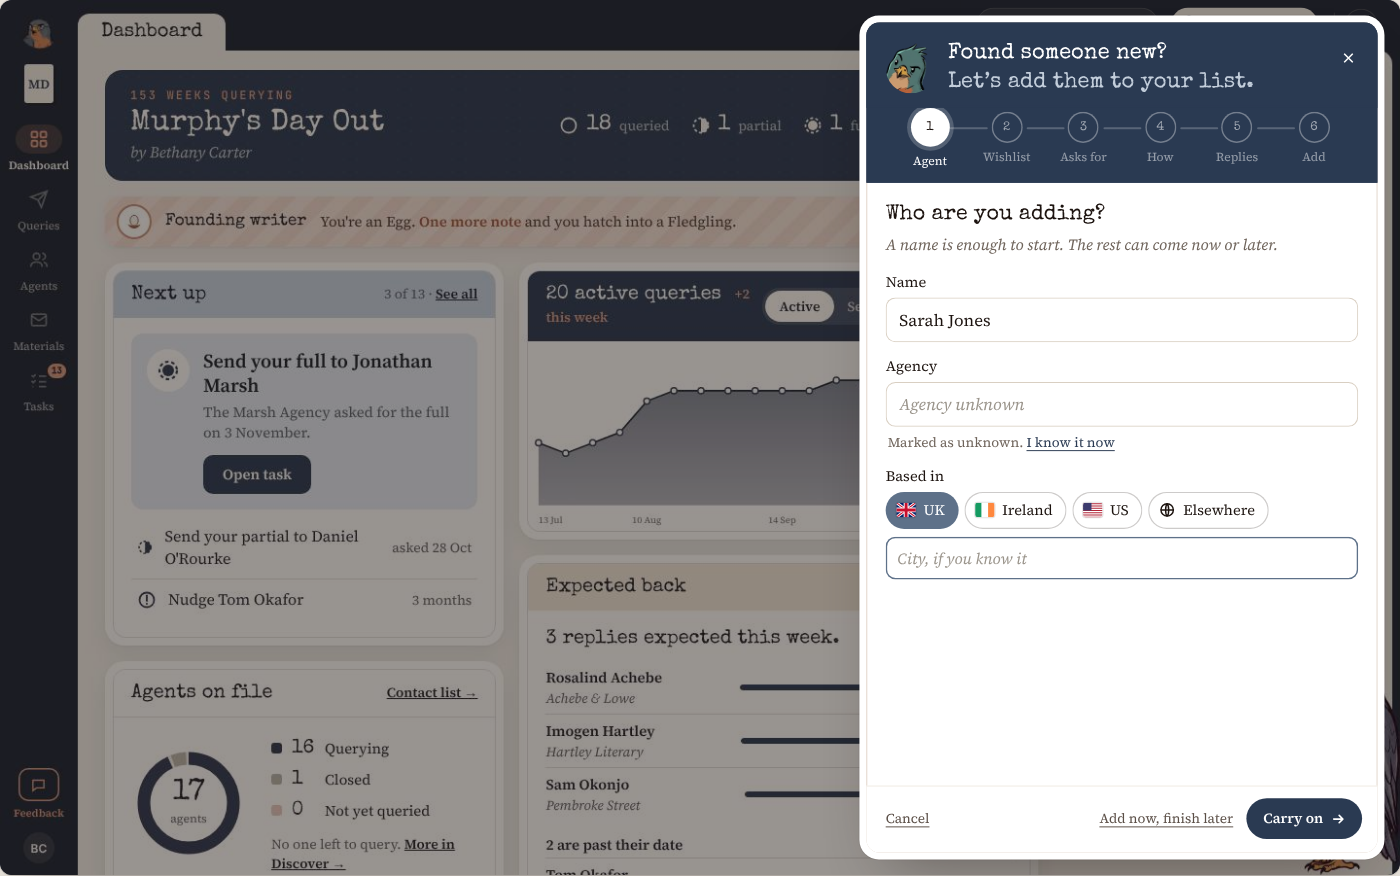 Dashboard
MD
Dashboard
Queries
Agents
Materials
13
Tasks
Feedback
BC
153 WEEKS QUERYING
Murphy's Day Out
by Bethany Carter
18 queried
1 partial
1 fu
Founding writer You're an Egg. One more note and you hatch into a Fledgling.
Next up
3 of 13 · See all
Send your full to Jonathan
Marsh
The Marsh Agency asked for the full
on 3 November.
Open task
Send your partial to Daniel
O'Rourke
asked 28 Oct
Nudge Tom Okafor
3 months
Agents on file
Contact list →
17
agents
16 Querying
1 Closed
0 Not yet queried
No one left to query. More in
Discover →
20 active queries +2
this week
Active
Se
13 Jul
10 Aug
14 Sep
Expected back
3 replies expected this week.
Rosalind Achebe
Achebe & Lowe
Imogen Hartley
Hartley Literary
Sam Okonjo
Pembroke Street
2 are past their date
Tom Okafor
Found someone new?
Let's add them to your list.
1
2
3
4
5
6
Agent
Wishlist
Asks for
How
Replies
Add
Who are you adding?
A name is enough to start. The rest can come now or later.
Name
Sarah Jones
Agency
Agency unknown
Marked as unknown. I know it now
Based in
UK
Ireland
US
Elsewhere
City, if you know it
Cancel
Add now, finish later
Carry on →